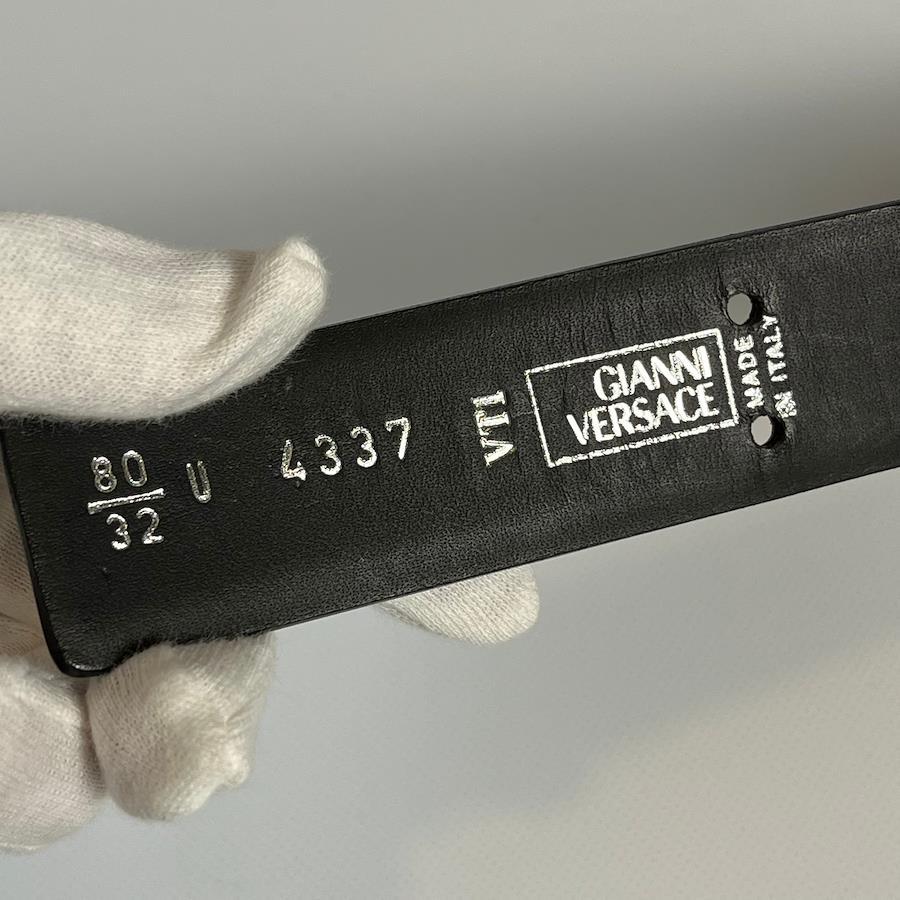 80
32
U
4337
VTI
GIANNI
VERSACE
MADE
IN ITALY